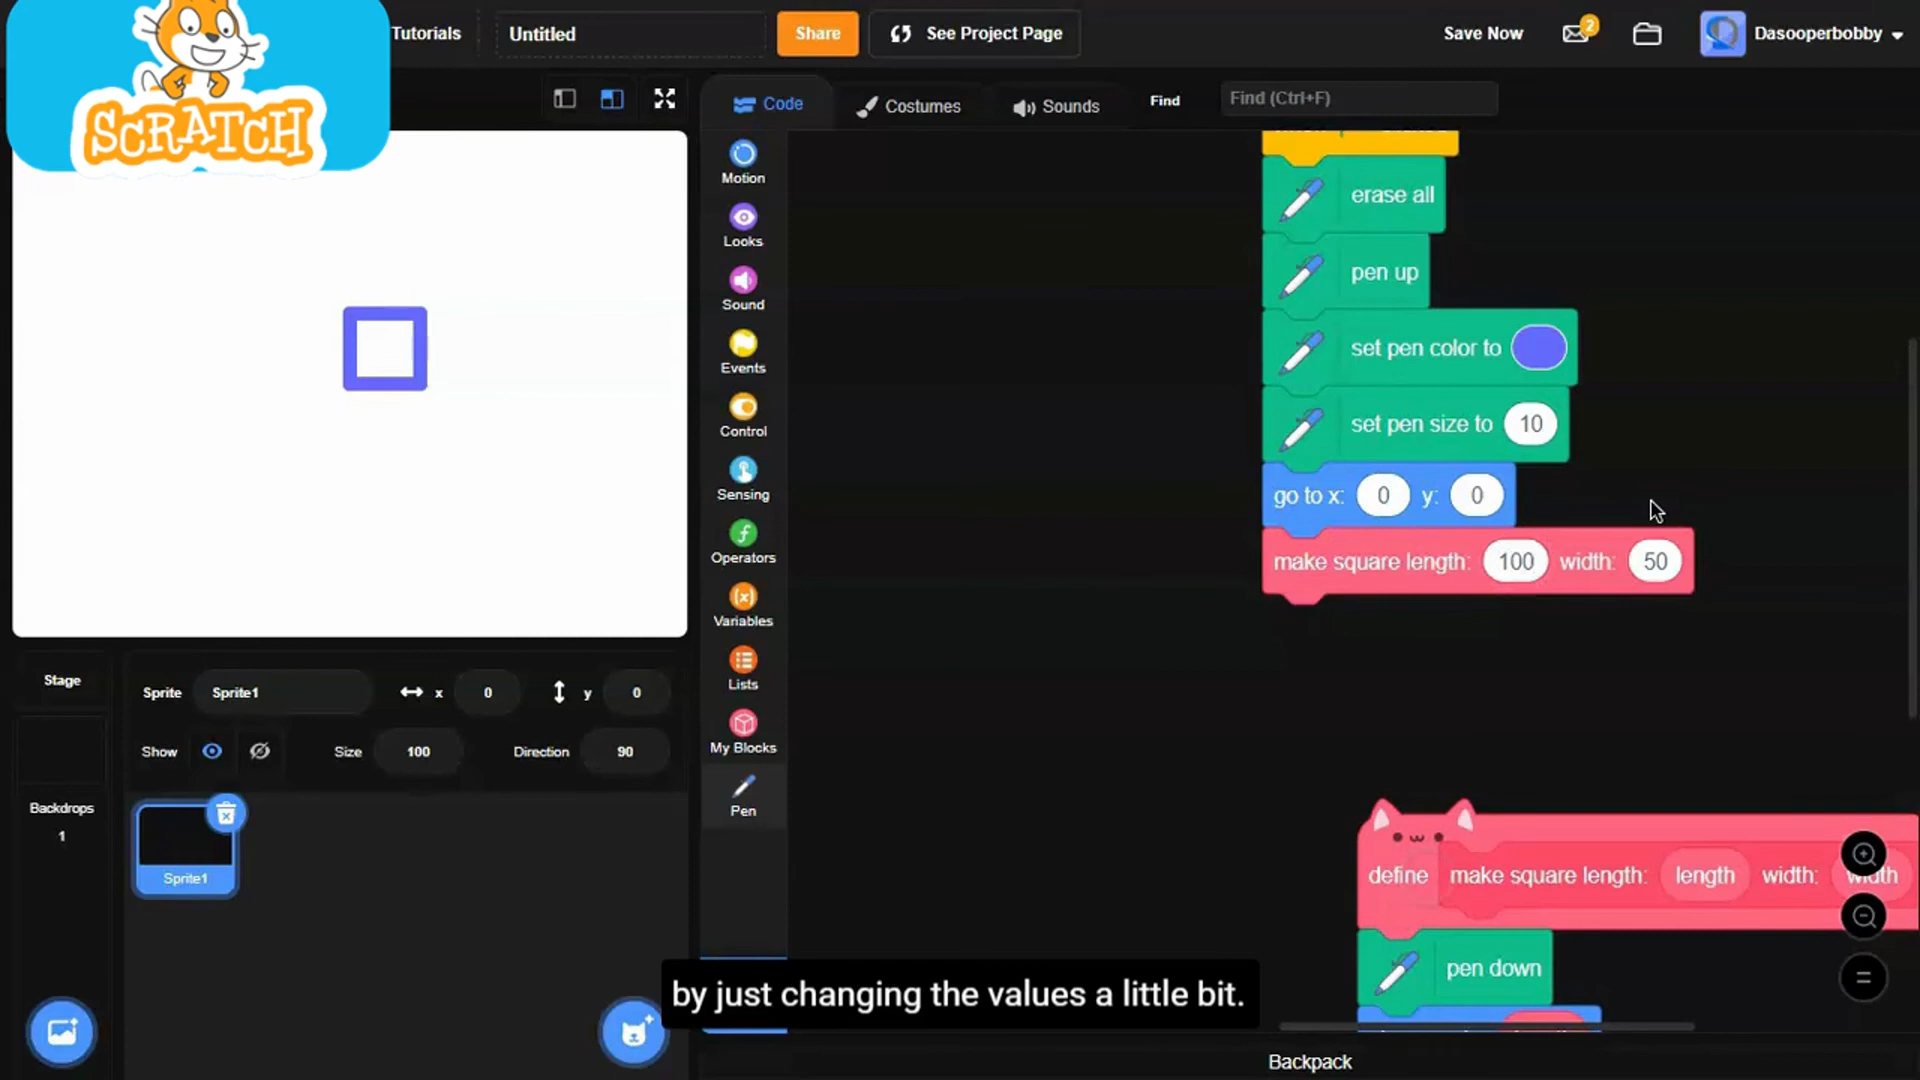 SCRATCH
Tutorials
Untitled
Share
See Project Page
Save Now
2
Dasooperbobby
Code
Costumes
Sounds
Find
Find (Ctrl+F)
Motion
Looks
Sound
Events
Control
Sensing
Operators
Variables
Lists
My Blocks
Pen
erase all
pen up
set pen color to
set pen size to 10
go to x: 0 y: 0
make square length: 100 width: 50
define make square length: length width: width
pen down
Stage
Backdrops
1
Sprite Sprite1 x 0 y 0
Show Size 100 Direction 90
Sprite1
by just changing the values a little bit.
Backpack